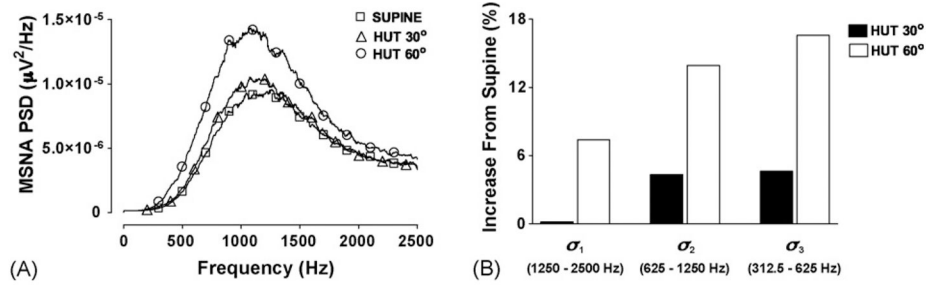 (A)
MSNA PSD (µV²/Hz)
1.5×10⁻⁵
1.0×10⁻⁵
5.0×10⁻⁶
0
0 500 1000 1500 2000 2500
Frequency (Hz)
SUPINE
HUT 30°
HUT 60°
(B)
Increase From Supine (%)
18
12
6
0
HUT 30°
HUT 60°
σ₁ σ₂ σ₃
(1250 - 2500 Hz) (625 - 1250 Hz) (312.5 - 625 Hz)